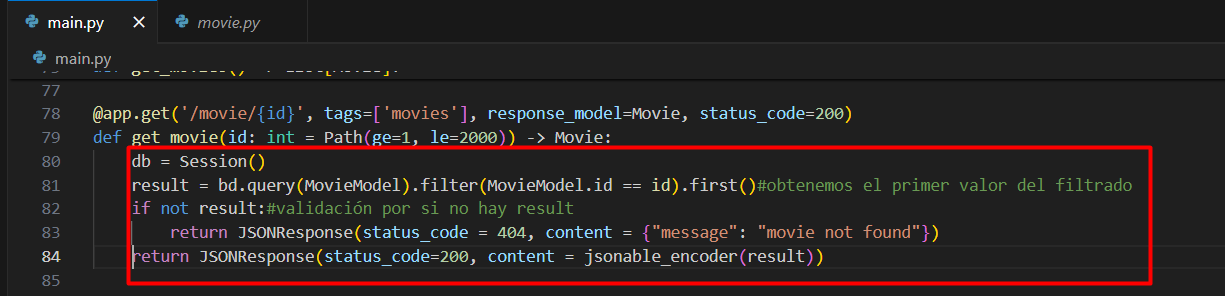 main.py
movie.py
main.py
77
78 @app.get('/movie/{id}', tags=['movies'], response_model=Movie, status_code=200)
79 def get_movie(id: int = Path(ge=1, le=2000)) -> Movie:
80 db = Session()
81 result = bd.query(MovieModel).filter(MovieModel.id == id).first()#obtenemos el primer valor del filtrado
82 if not result:#validación por si no hay result
83 return JSONResponse(status_code = 404, content = {"message": "movie not found"})
84 return JSONResponse(status_code=200, content = jsonable_encoder(result))
85